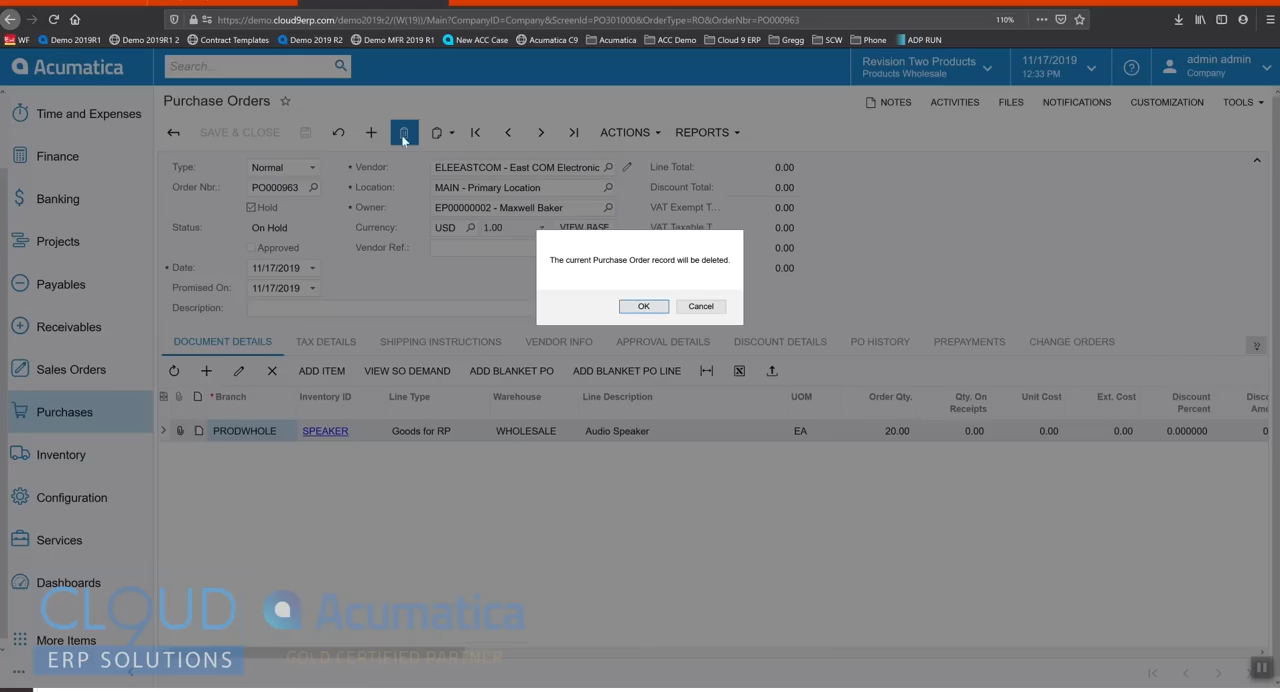 https://demo.cloud9erp.com/demo2019r2/(W(19))/Main?CompanyID=Company&ScreenId=PO301000&OrderType=RO&OrderNbr=PO000963
110%
WF Demo 2019R1 Demo 2019R1 2 Contract Templates Demo 2019 R2 Demo MFR 2019 R1 New ACC Case Acumatica C9 Acumatica ACC Demo Cloud 9 ERP Gregg SCW Phone ADP RUN
Acumatica
Search...
Revision Two Products
Products Wholesale
11/17/2019
12:33 PM
admin admin
Company
Purchase Orders
NOTES ACTIVITIES FILES NOTIFICATIONS CUSTOMIZATION TOOLS
SAVE & CLOSE ACTIONS REPORTS
Time and Expenses
Finance
Banking
Projects
Payables
Receivables
Sales Orders
Purchases
Inventory
Configuration
Services
Dashboards
More Items
Type: Normal Vendor: ELEEASTCOM - East COM Electronic Line Total: 0.00
Order Nbr.: PO000963 Location: MAIN - Primary Location Discount Total: 0.00
Hold Owner: EP00000002 - Maxwell Baker VAT Exempt T... 0.00
Status: On Hold Currency: USD 1.00 VIEW BASE VAT Taxable T... 0.00
Approved Vendor Ref.: 0.00
Date: 11/17/2019 0.00
Promised On: 11/17/2019
Description:
The current Purchase Order record will be deleted.
OK Cancel
DOCUMENT DETAILS TAX DETAILS SHIPPING INSTRUCTIONS VENDOR INFO APPROVAL DETAILS DISCOUNT DETAILS PO HISTORY PREPAYMENTS CHANGE ORDERS
ADD ITEM VIEW SO DEMAND ADD BLANKET PO ADD BLANKET PO LINE
Branch Inventory ID Line Type Warehouse Line Description UOM Order Qty. Qty. On Receipts Unit Cost Ext. Cost Discount Percent Disco Amo
PRODWHOLE SPEAKER Goods for RP WHOLESALE Audio Speaker EA 20.00 0.00 0.00 0.00 0.000000 0
CLOUD 9
ERP SOLUTIONS
Acumatica
GOLD CERTIFIED PARTNER